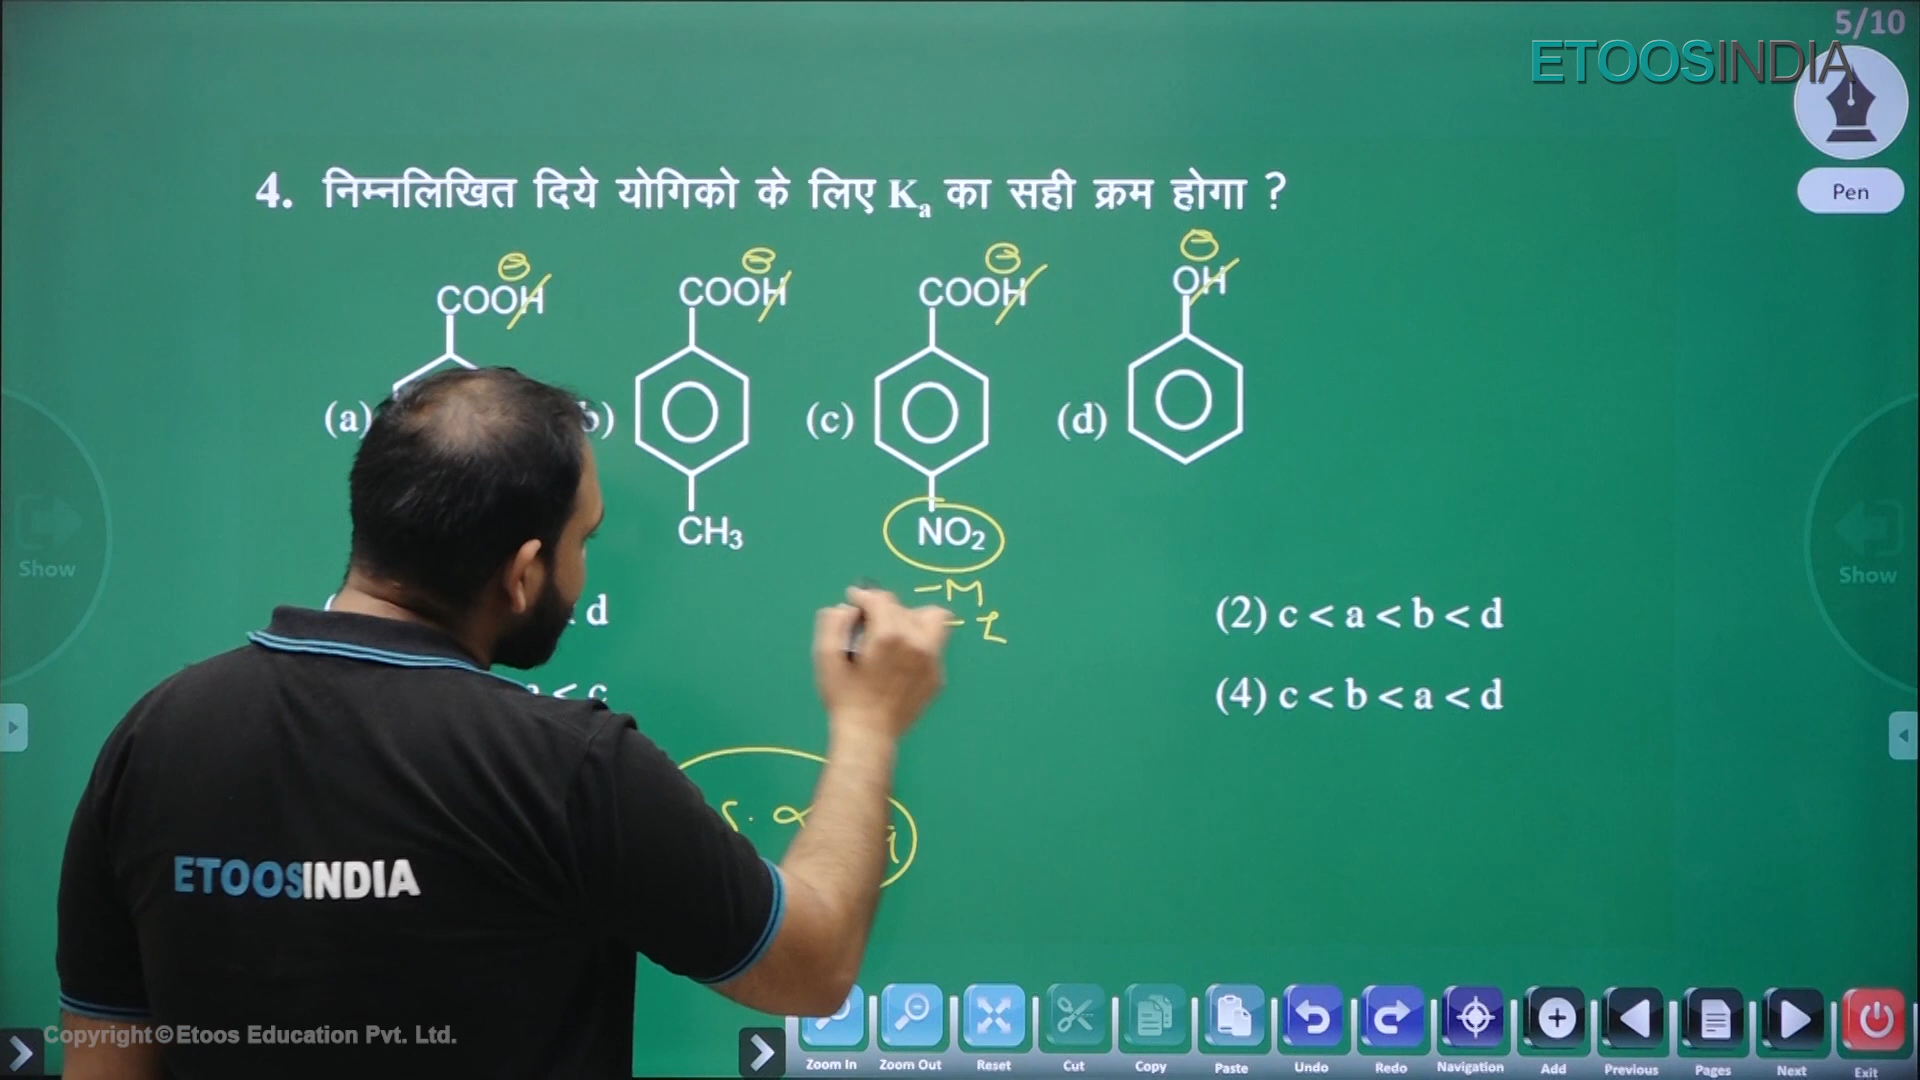 5/10
ETOOSINDIA
Pen
4. निम्नलिखित दिये योगिको के लिए Ka का सही क्रम होगा ?
COOH COOH COOH OH
⊖ ⊖ ⊖ ⊖
(a) b) (c) (d)
CH3 NO2
-M
- I
d (2) c < a < b < d
< c (4) c < b < a < d
Show
Show
ETOOSINDIA
Copyright © Etoos Education Pvt. Ltd.
Zoom In Zoom Out Reset Cut Copy Paste Undo Redo Navigation Add Previous Pages Next Exit